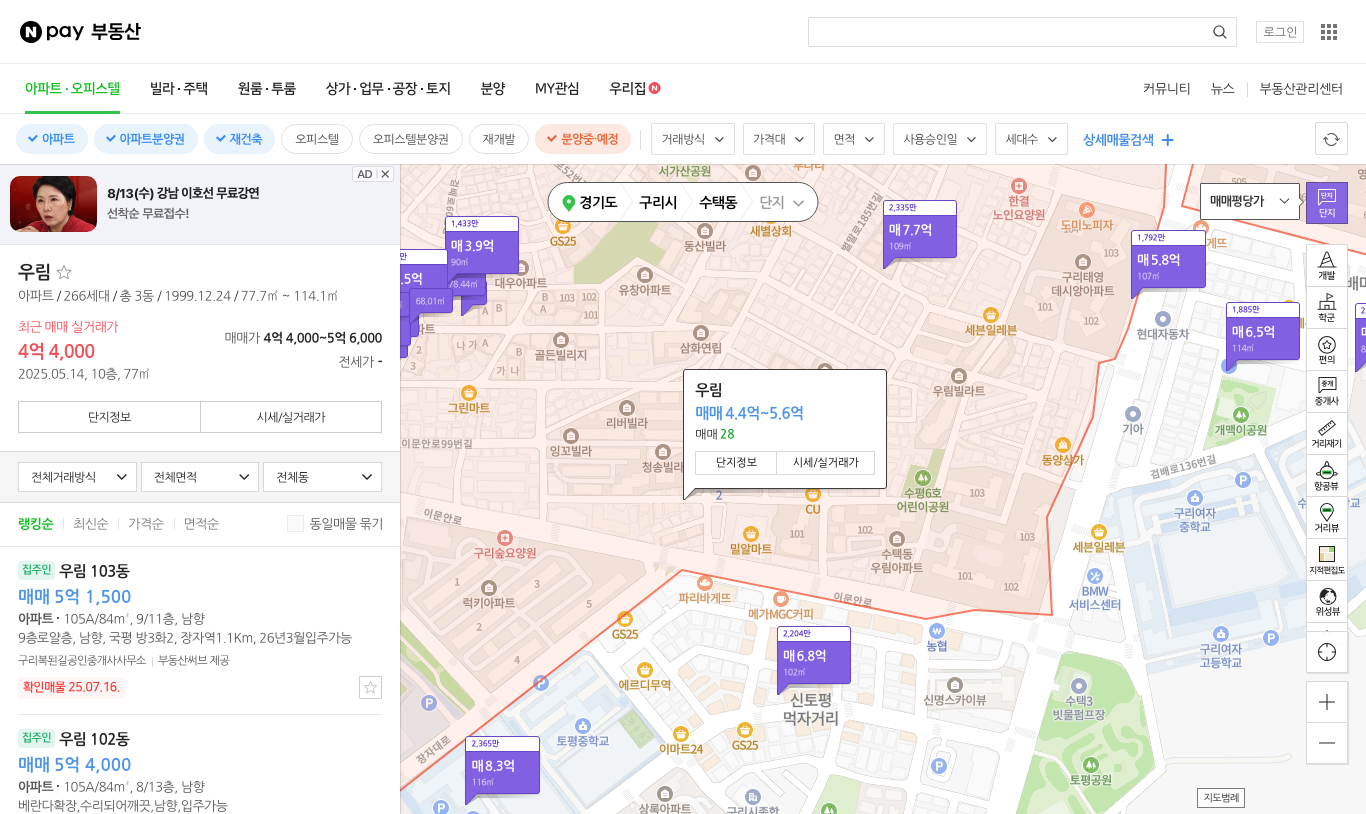 N pay 부동산
로그인
아파트·오피스텔 빌라·주택 원룸·투룸 상가·업무·공장·토지 분양 MY관심 우리집 N
커뮤니티 뉴스 부동산관리센터
아파트 아파트분양권 재건축 오피스텔 오피스텔분양권 재개발 분양중·예정
거래방식 가격대 면적 사용승인일 세대수 상세매물검색
AD
8/13(수) 강남 이호선 무료강연
선착순 무료접수!
우림
아파트 / 266세대 / 총 3동 / 1999.12.24 / 77.7㎡ ~ 114.1㎡
최근 매매 실거래가
4억 4,000
2025.05.14, 10층, 77㎡
매매가 4억 4,000~5억 6,000
전세가 -
단지정보 시세/실거래가
전체거래방식 전체면적 전체동
랭킹순 최신순 가격순 면적순 동일매물 묶기
집주인 우림 103동
매매 5억 1,500
아파트 · 105A/84㎡, 9/11층, 남향
9층로얄층, 남향, 국평 방3화2, 장자역1.1Km, 26년3월입주가능
구리복된길공인중개사사무소 부동산써브 제공
확인매물 25.07.16.
집주인 우림 102동
매매 5억 4,000
아파트 · 105A/84㎡, 8/13층, 남향
베란다확장,수리되어깨끗,남향,입주가능
경기도 구리시 수택동 단지
매매평당가
단지
단지
개발
학군
편의
중개
중개사
거리재기
항공뷰
거리뷰
지적편집도
위성뷰
지도범례
서가산공원
1,433만
매 3.9억
90㎡
78.44㎡
68.01㎡
GS25
대우아파트
동산빌라
새별상회
2,335만
매 7.7억
109㎡
밀알로185번길
한결
노인요양원
도미노피자
1,792만
매 5.8억
107㎡
구리태영
데시앙아파트
유창아파트
102
101
103 102
세븐일레븐
현대자동차
1,885만
매 6.5억
114㎡
골든빌리지
삼화연립
우림빌라트
그린마트
리버빌라
이문안로99번길
잉꼬빌라
청송빌라
우림
매매 4.4억~5.6억
매매 28
단지정보 시세/실거래가
2
기아
개맥이공원
동양상가
검배로136번길
수평6호
어린이공원
CU
구리여자
중학교
이문안로
구리숲요양원
밀알마트
101
102
수택동
우림아파트
103
세븐일레븐
101
102
럭키아파트
파리바게뜨
메가MGC커피
이문안로
BMW
서비스센터
GS25
2,204만
매 6.8억
102㎡
농협
구리여자
고등학교
에르디무역
신토평
먹자거리
신명스카이뷰
수택3
빗물펌프장
장자대로
토평중학교
이마트24
GS25
2,365만
매 8.3억
116㎡
토평공원
상록아파트
구리시종합